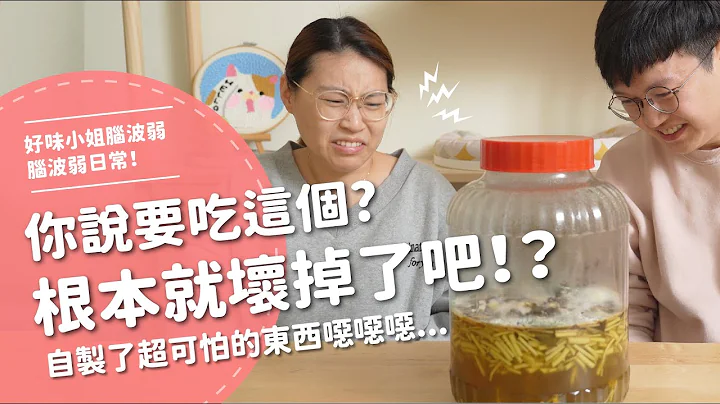 好味小姐腦波弱
腦波弱日常！
你說要吃這個？
根本就壞掉了吧！？
自製了超可怕的東西噁噁噁...